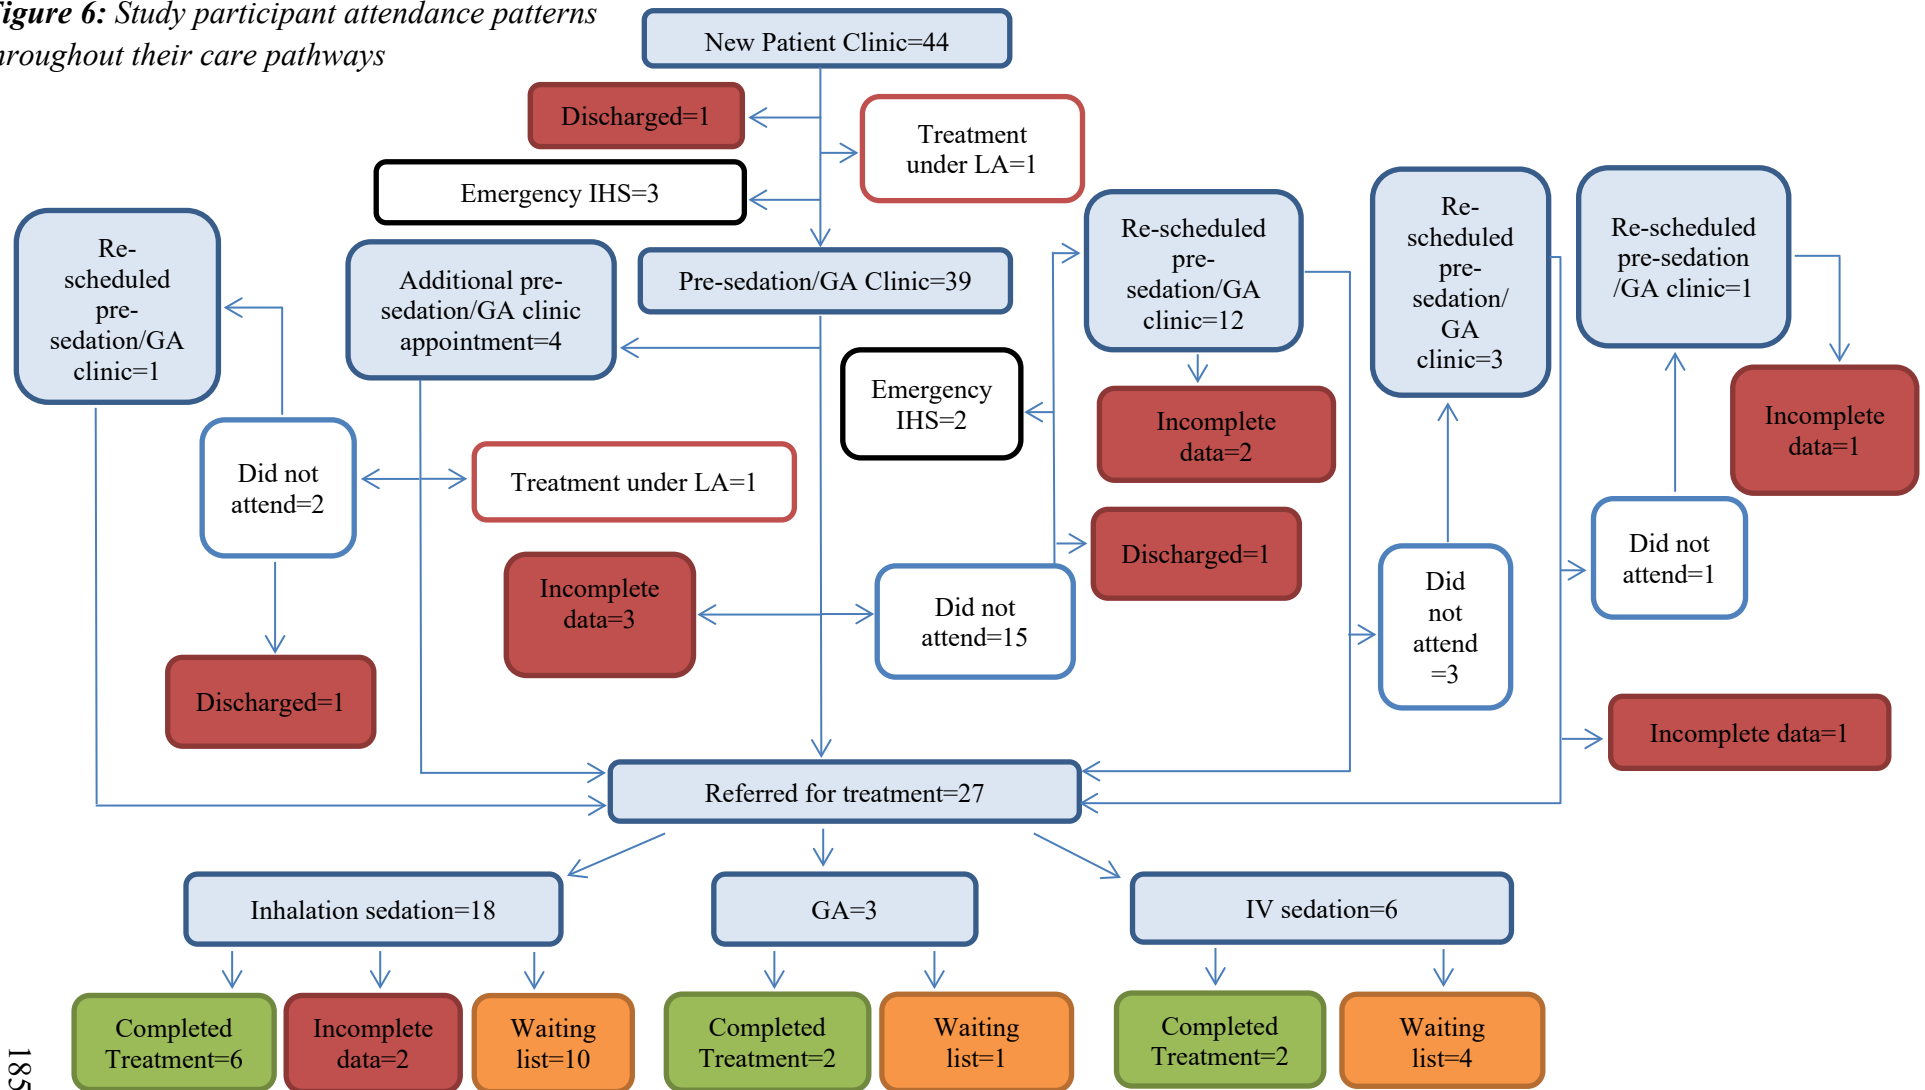 igure 6: Study participant attendance patterns
hroughout their care pathways
New Patient Clinic=44
Discharged=1
Treatment
under LA=1
Emergency IHS=3
Re-
scheduled
pre-
sedation/GA
clinic=1
Additional pre-
sedation/GA clinic
appointment=4
Pre-sedation/GA Clinic=39
Re-scheduled
pre-
sedation/GA
clinic=12
Re-
scheduled
pre-
sedation/
GA
clinic=3
Re-scheduled
pre-sedation
/GA clinic=1
Emergency
IHS=2
Incomplete
data=2
Incomplete
data=1
Did not
attend=2
Treatment under LA=1
Discharged=1
Did not
attend=1
Incomplete
data=3
Did not
attend=15
Did
not
attend
=3
Discharged=1
Incomplete data=1
Referred for treatment=27
Inhalation sedation=18
GA=3
IV sedation=6
Completed
Treatment=6
Incomplete
data=2
Waiting
list=10
Completed
Treatment=2
Waiting
list=1
Completed
Treatment=2
Waiting
list=4
185